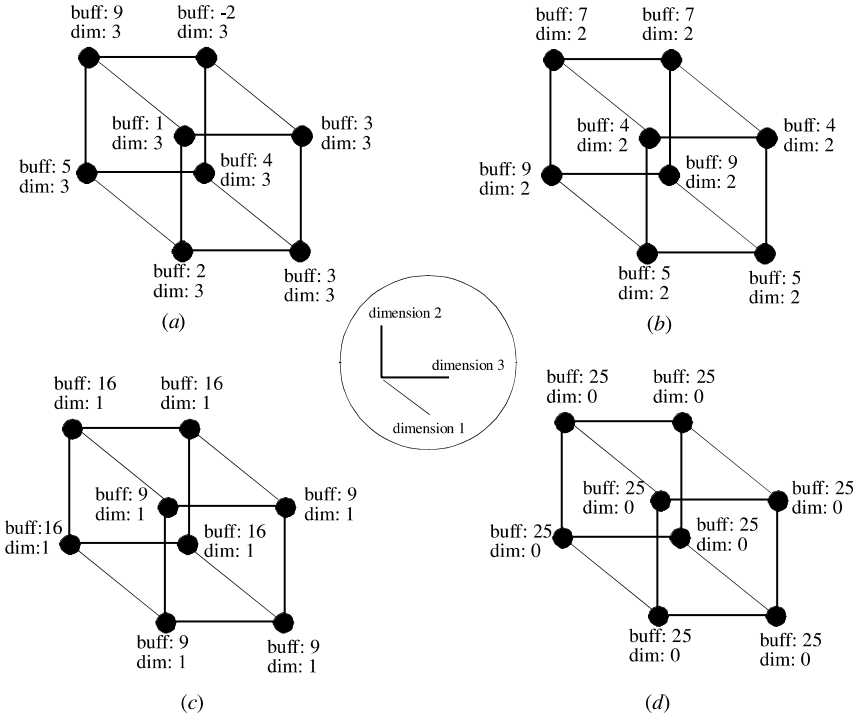 buff: 9
dim: 3
buff: -2
dim: 3
buff: 1
dim: 3
buff: 3
dim: 3
buff: 5
dim: 3
buff: 4
dim: 3
buff: 2
dim: 3
buff: 3
dim: 3
(a)
buff: 7
dim: 2
buff: 7
dim: 2
buff: 4
dim: 2
buff: 4
dim: 2
buff: 9
dim: 2
buff: 9
dim: 2
buff: 5
dim: 2
buff: 5
dim: 2
(b)
dimension 2
dimension 3
dimension 1
buff: 16
dim: 1
buff: 16
dim: 1
buff: 9
dim: 1
buff: 9
dim: 1
buff:16
dim:1
buff: 16
dim: 1
buff: 9
dim: 1
buff: 9
dim: 1
(c)
buff: 25
dim: 0
buff: 25
dim: 0
buff: 25
dim: 0
buff: 25
dim: 0
buff: 25
dim: 0
buff: 25
dim: 0
buff: 25
dim: 0
buff: 25
dim: 0
(d)